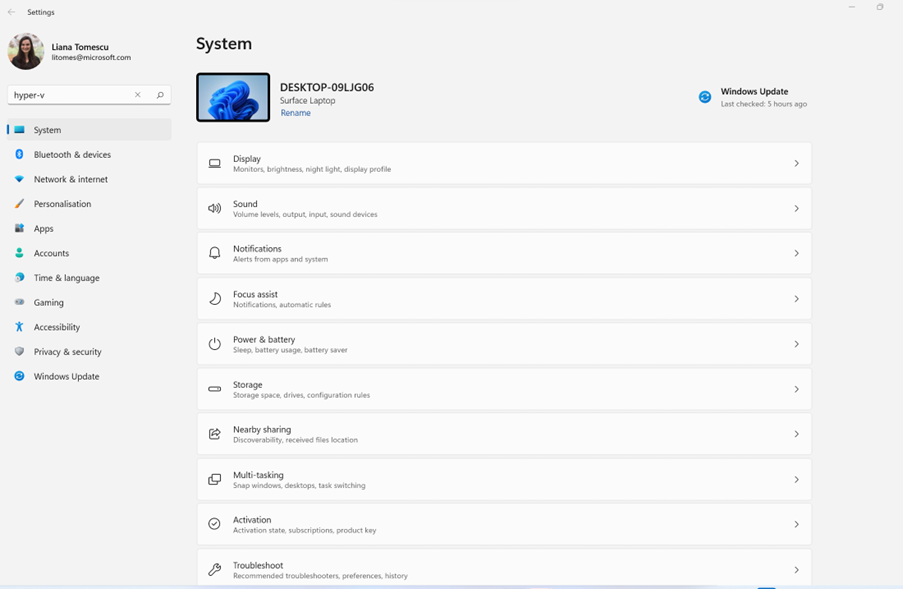 Settings
Liana Tomescu
litomes@microsoft.com
hyper-v
System
Bluetooth & devices
Network & internet
Personalisation
Apps
Accounts
Time & language
Gaming
Accessibility
Privacy & security
Windows Update
System
DESKTOP-09LJG06
Surface Laptop
Rename
Windows Update
Last checked: 5 hours ago
Display
Monitors, brightness, night light, display profile
Sound
Volume levels, output, input, sound devices
Notifications
Alerts from apps and system
Focus assist
Notifications, automatic rules
Power & battery
Sleep, battery usage, battery saver
Storage
Storage space, drives, configuration rules
Nearby sharing
Discoverability, received files location
Multi-tasking
Snap windows, desktops, task switching
Activation
Activation state, subscriptions, product key
Troubleshoot
Recommended troubleshooters, preferences, history